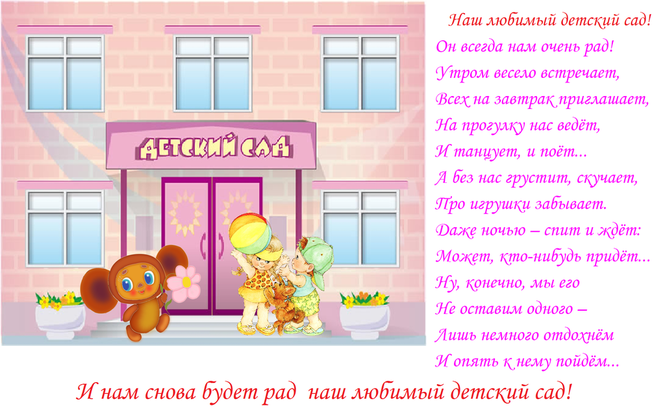 ДЕТСКИЙ САД
Наш любимый детский сад!
Он всегда нам очень рад!
Утром весело встречает,
Всех на завтрак приглашает,
На прогулку нас ведёт,
И танцует, и поёт...
А без нас грустит, скучает,
Про игрушки забывает.
Даже ночью – спит и ждёт:
Может, кто-нибудь придёт...
Ну, конечно, мы его
Не оставим одного –
Лишь немного отдохнём
И опять к нему пойдём...
И нам снова будет рад наш любимый детский сад!